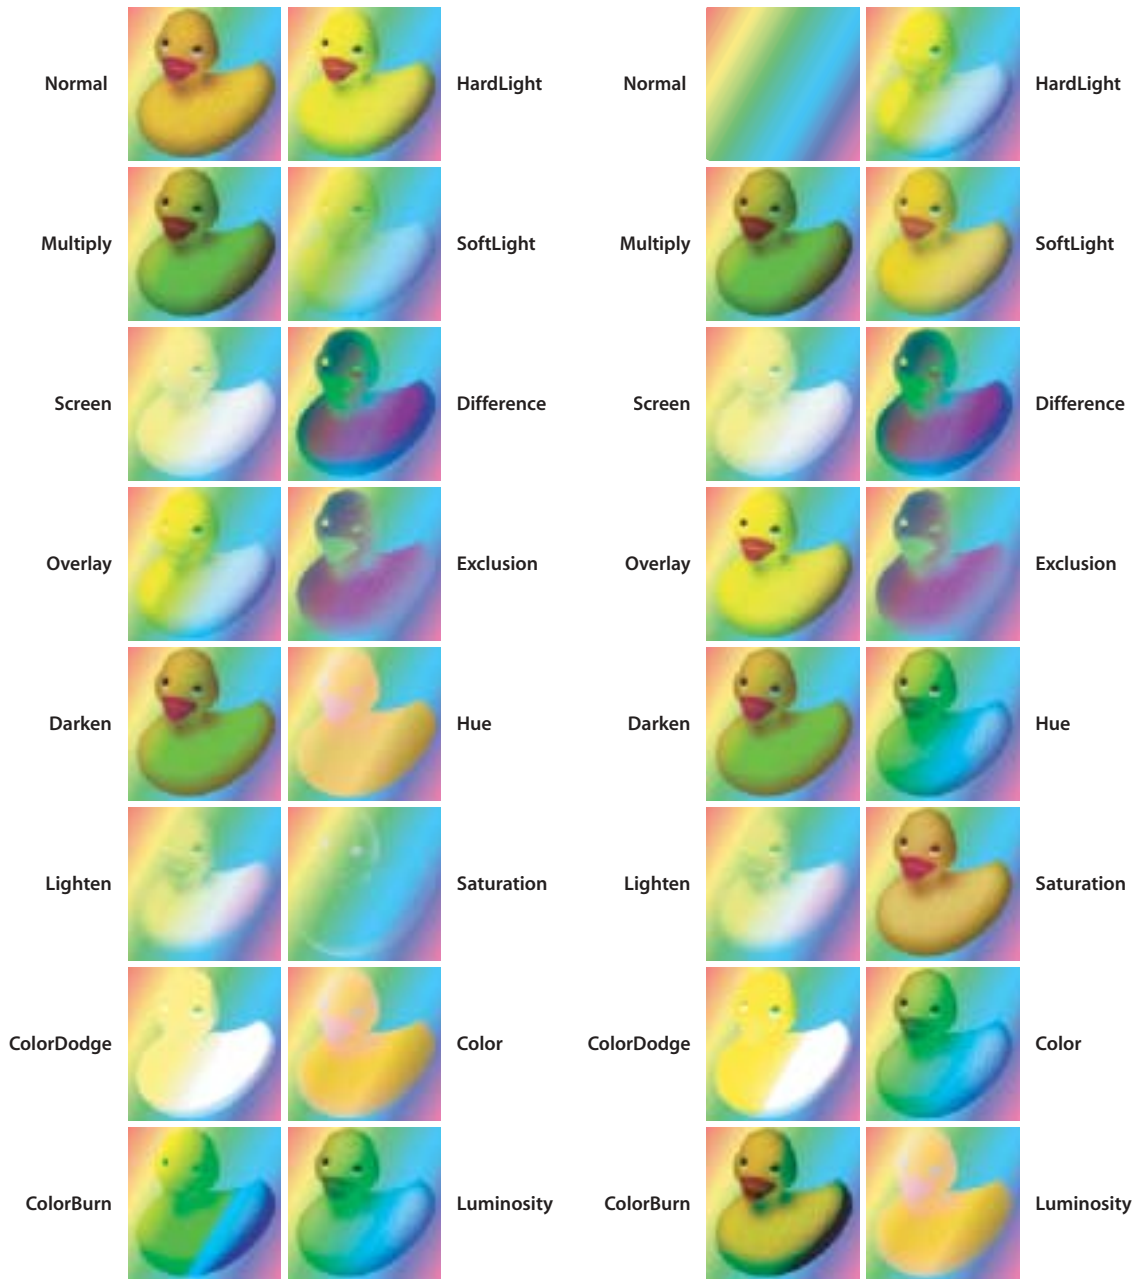 Normal HardLight Normal HardLight
Multiply SoftLight Multiply SoftLight
Screen Difference Screen Difference
Overlay Exclusion Overlay Exclusion
Darken Hue Darken Hue
Lighten Saturation Lighten Saturation
ColorDodge Color ColorDodge Color
ColorBurn Luminosity ColorBurn Luminosity